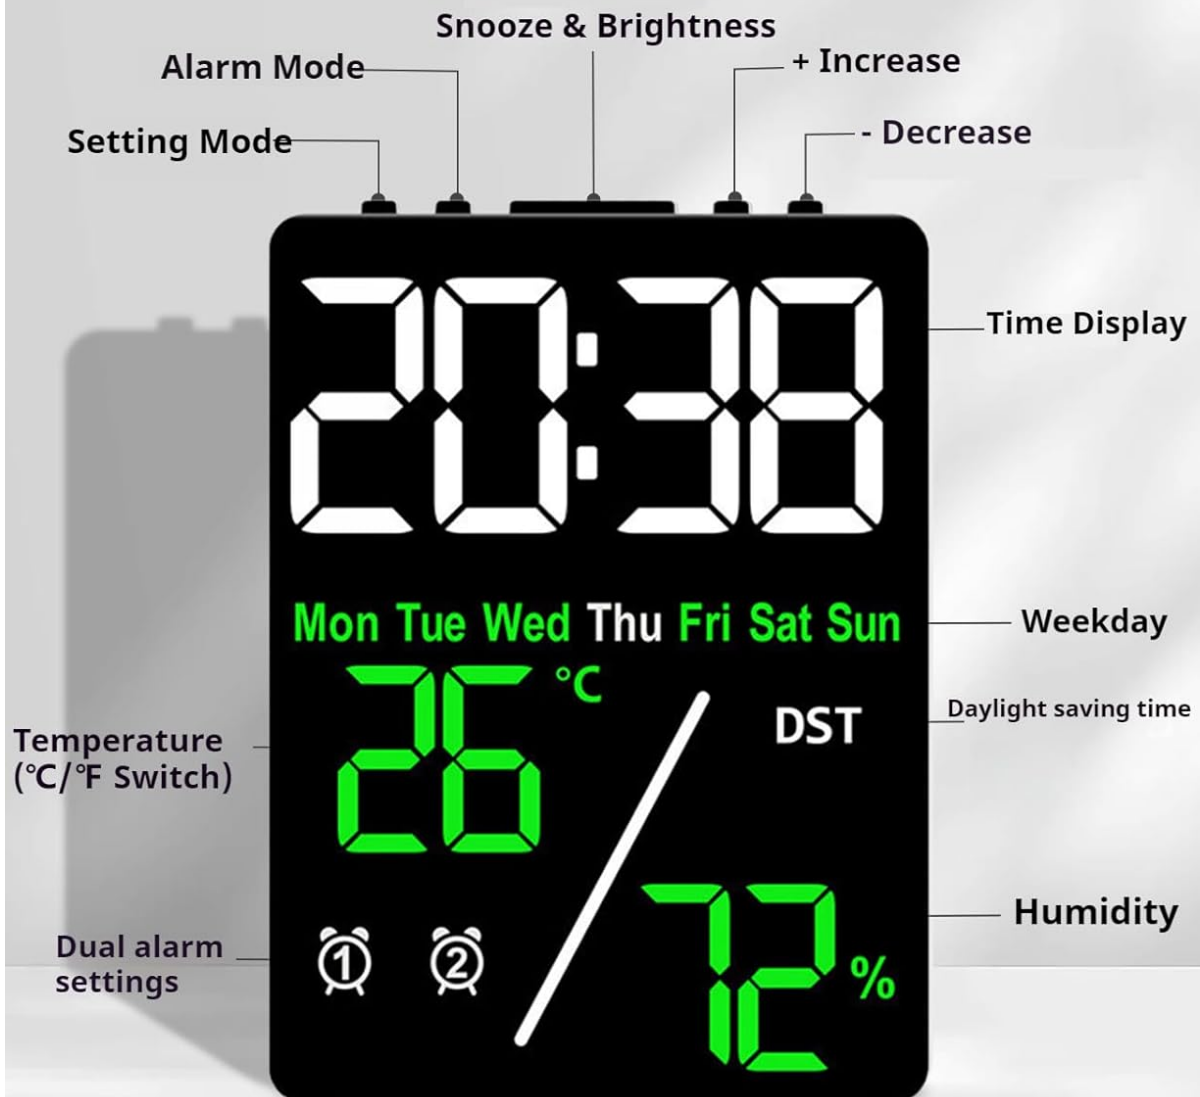 Snooze & Brightness
Alarm Mode
+ Increase
Setting Mode
- Decrease
20:38
Time Display
Mon Tue Wed Thu Fri Sat Sun
Weekday
26 °C
DST
Daylight saving time
Temperature
(℃/℉ Switch)
72 %
Humidity
Dual alarm
settings
1 2